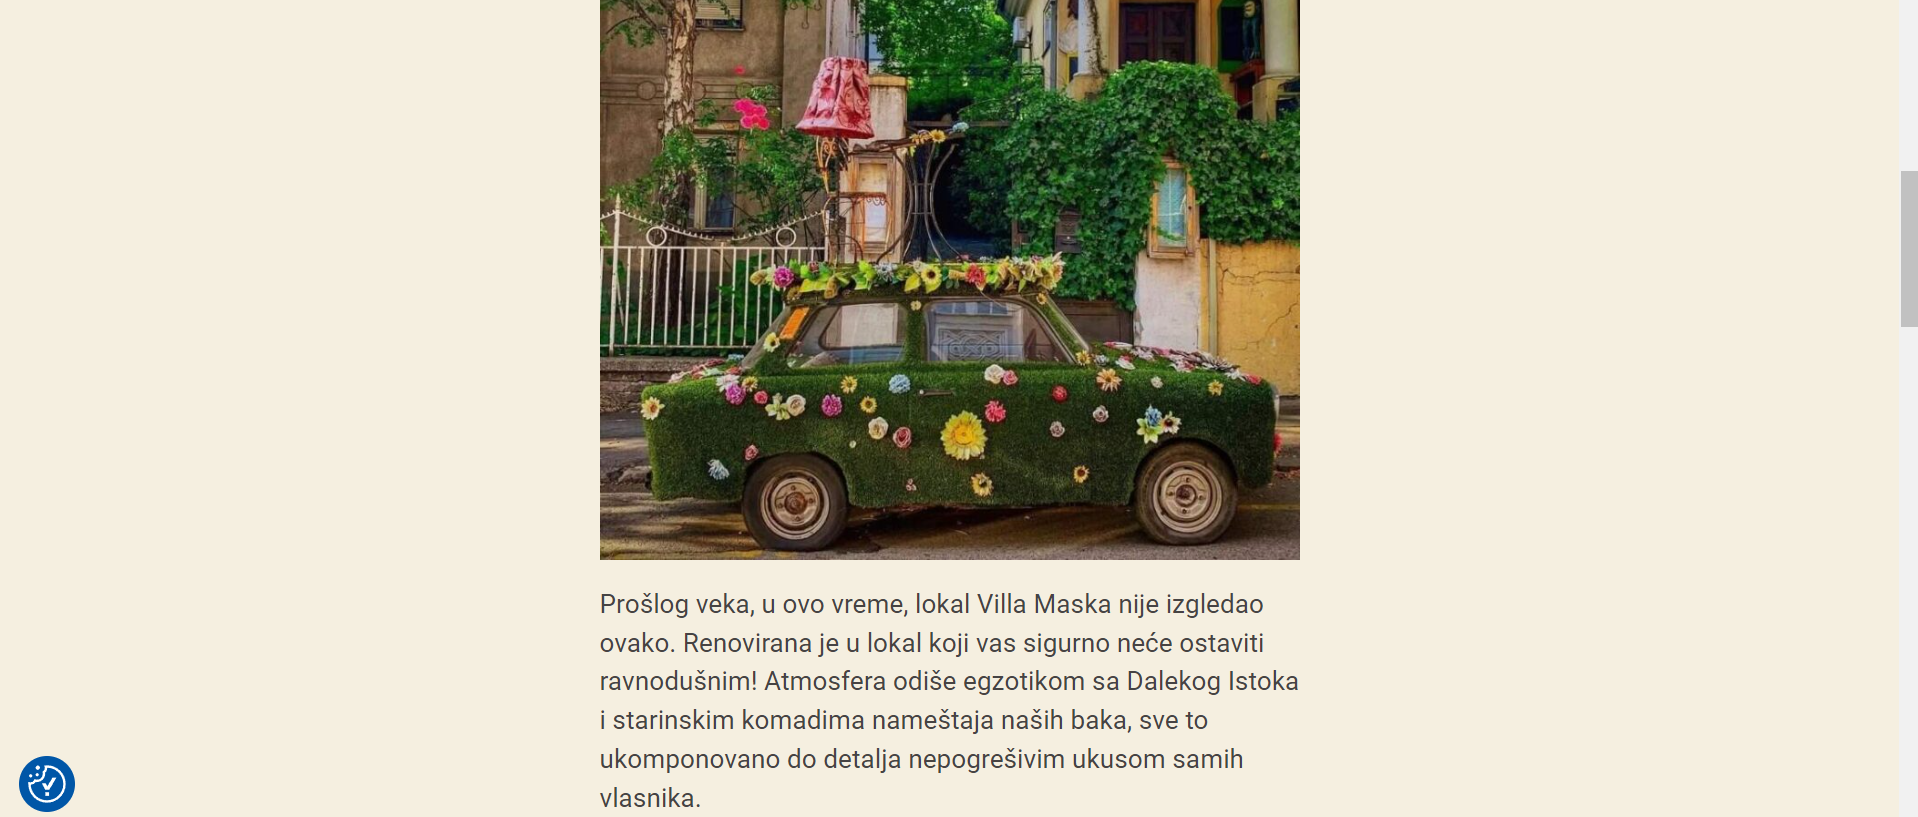 Prošlog veka, u ovo vreme, lokal Villa Maska nije izgledao
ovako. Renovirana je u lokal koji vas sigurno neće ostaviti
ravnodušnim! Atmosfera odiše egzotikom sa Dalekog Istoka
i starinskim komadima nameštaja naših baka, sve to
ukomponovano do detalja nepogrešivim ukusom samih
vlasnika.